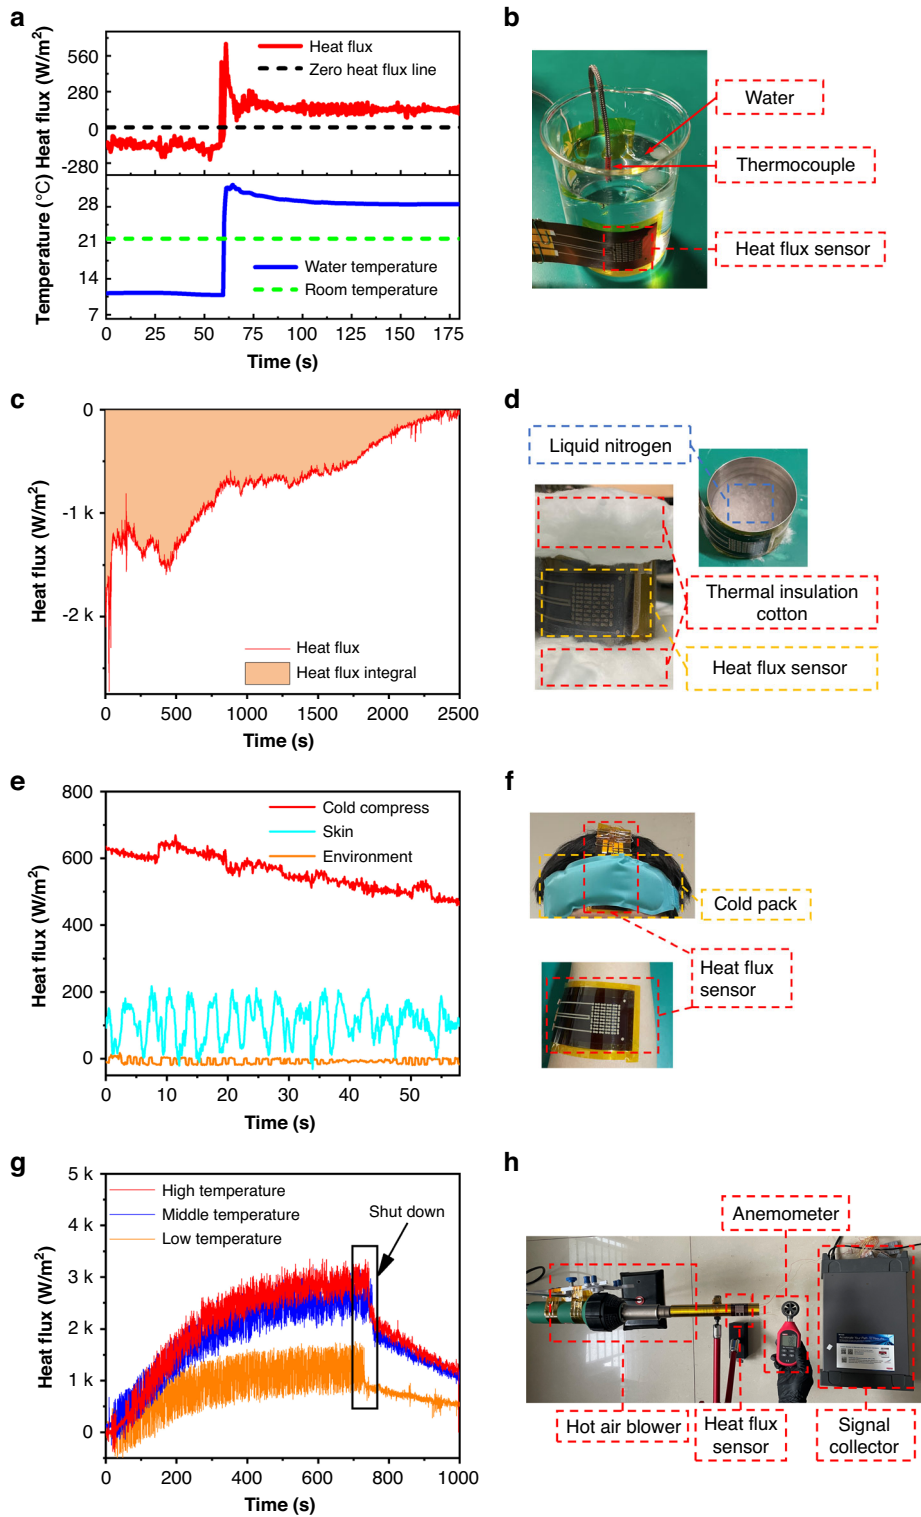 a
Heat flux (W/m²)
560
280
0
-280
Heat flux
Zero heat flux line
Temperature (°C)
28
21
14
7
Water temperature
Room temperature
0
25
50
75
100
125
150
175
Time (s)
b
Water
Thermocouple
Heat flux sensor
c
Heat flux (W/m²)
0
-1 k
-2 k
Heat flux
Heat flux integral
0
500
1000
1500
2000
2500
Time (s)
d
Liquid nitrogen
Thermal insulation
cotton
Heat flux sensor
e
Heat flux (W/m²)
800
600
400
200
0
Cold compress
Skin
Environment
0
10
20
30
40
50
Time (s)
f
Cold pack
Heat flux
sensor
g
Heat flux (W/m²)
5 k
4 k
3 k
2 k
1 k
0
High temperature
Middle temperature
Low temperature
Shut down
0
200
400
600
800
1000
Time (s)
h
Anemometer
Hot air blower
Heat flux
sensor
Signal
collector